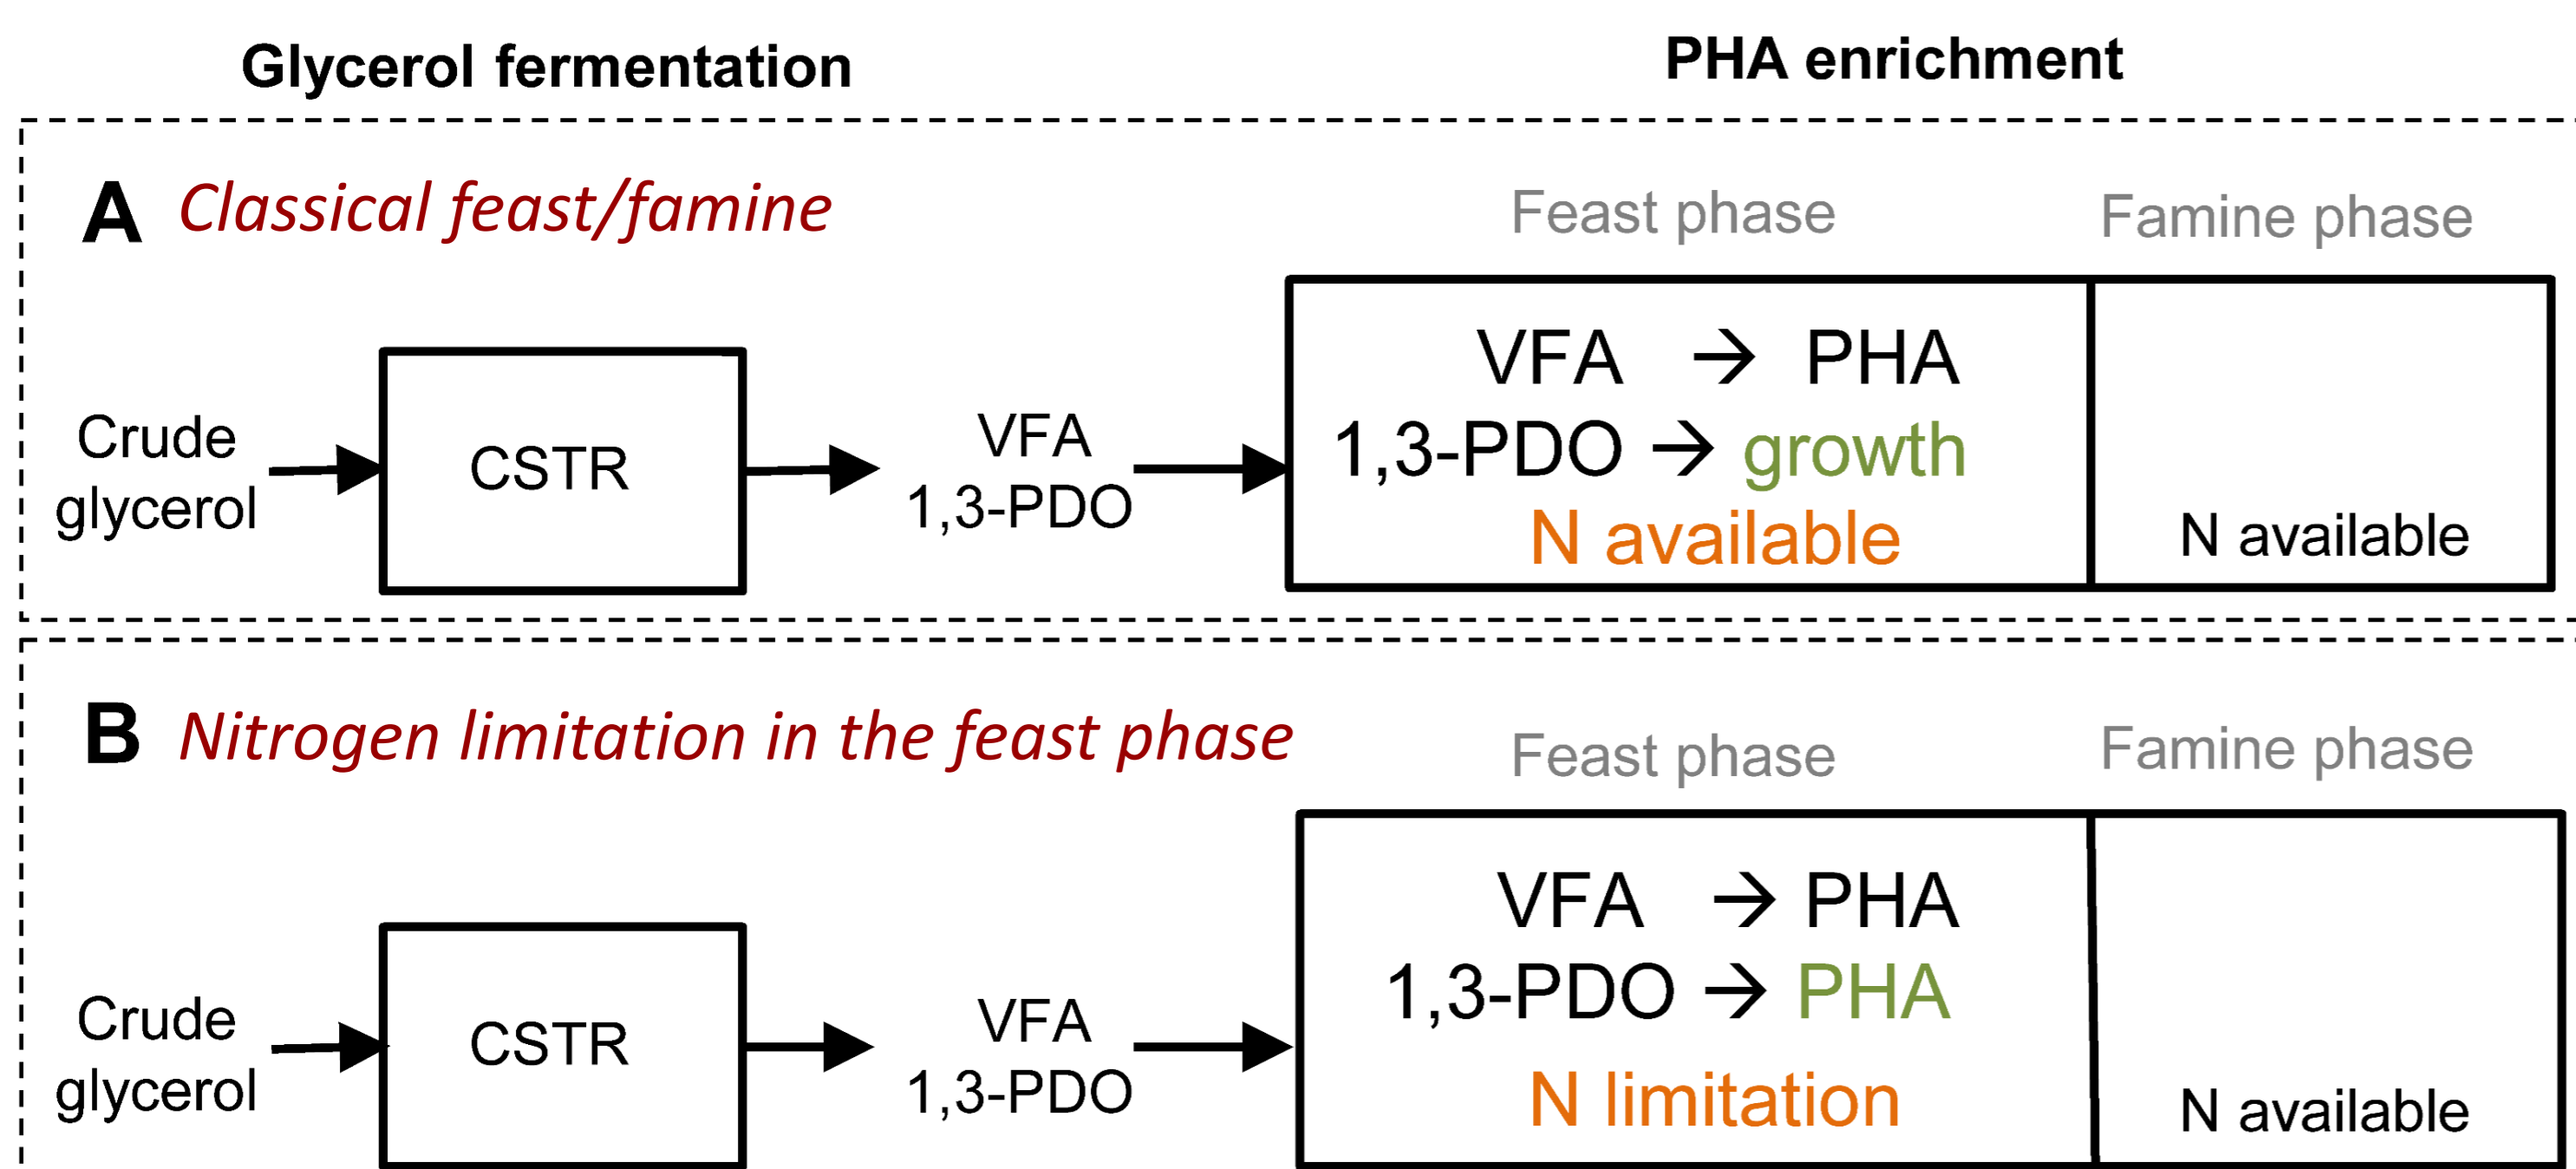 Glycerol fermentation
PHA enrichment
A Classical feast/famine
Feast phase
Famine phase
Crude
glycerol
CSTR
VFA
1,3-PDO
VFA → PHA
1,3-PDO → growth
N available
N available
B Nitrogen limitation in the feast phase
Feast phase
Famine phase
Crude
glycerol
CSTR
VFA
1,3-PDO
VFA → PHA
1,3-PDO → PHA
N limitation
N available